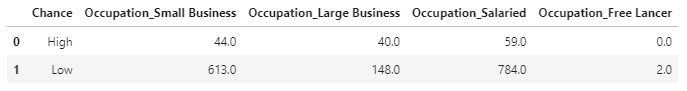 Chance Occupation_Small Business Occupation_Large Business Occupation_Salaried Occupation_Free Lancer
0 High 44.0 40.0 59.0 0.0
1 Low 613.0 148.0 784.0 2.0